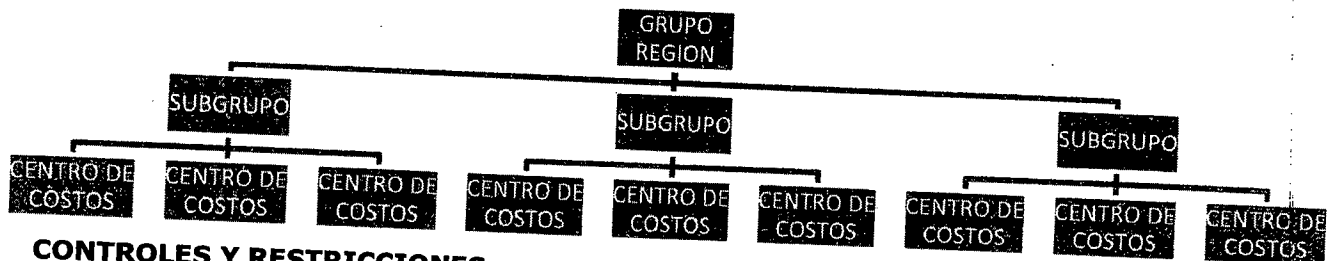 GRUPO
REGION
SUBGRUPO
SUBGRUPO
SUBGRUPO
CENTRO DE
COSTOS
CENTRO DE
COSTOS
CENTRO DE
COSTOS
CENTRO DE
COSTOS
CENTRO DE
COSTOS
CENTRO DE
COSTOS
CENTRO DE
COSTOS
CENTRO DE
COSTOS
CENTRO DE
COSTOS
CONTROLES Y RESTRICCIONES